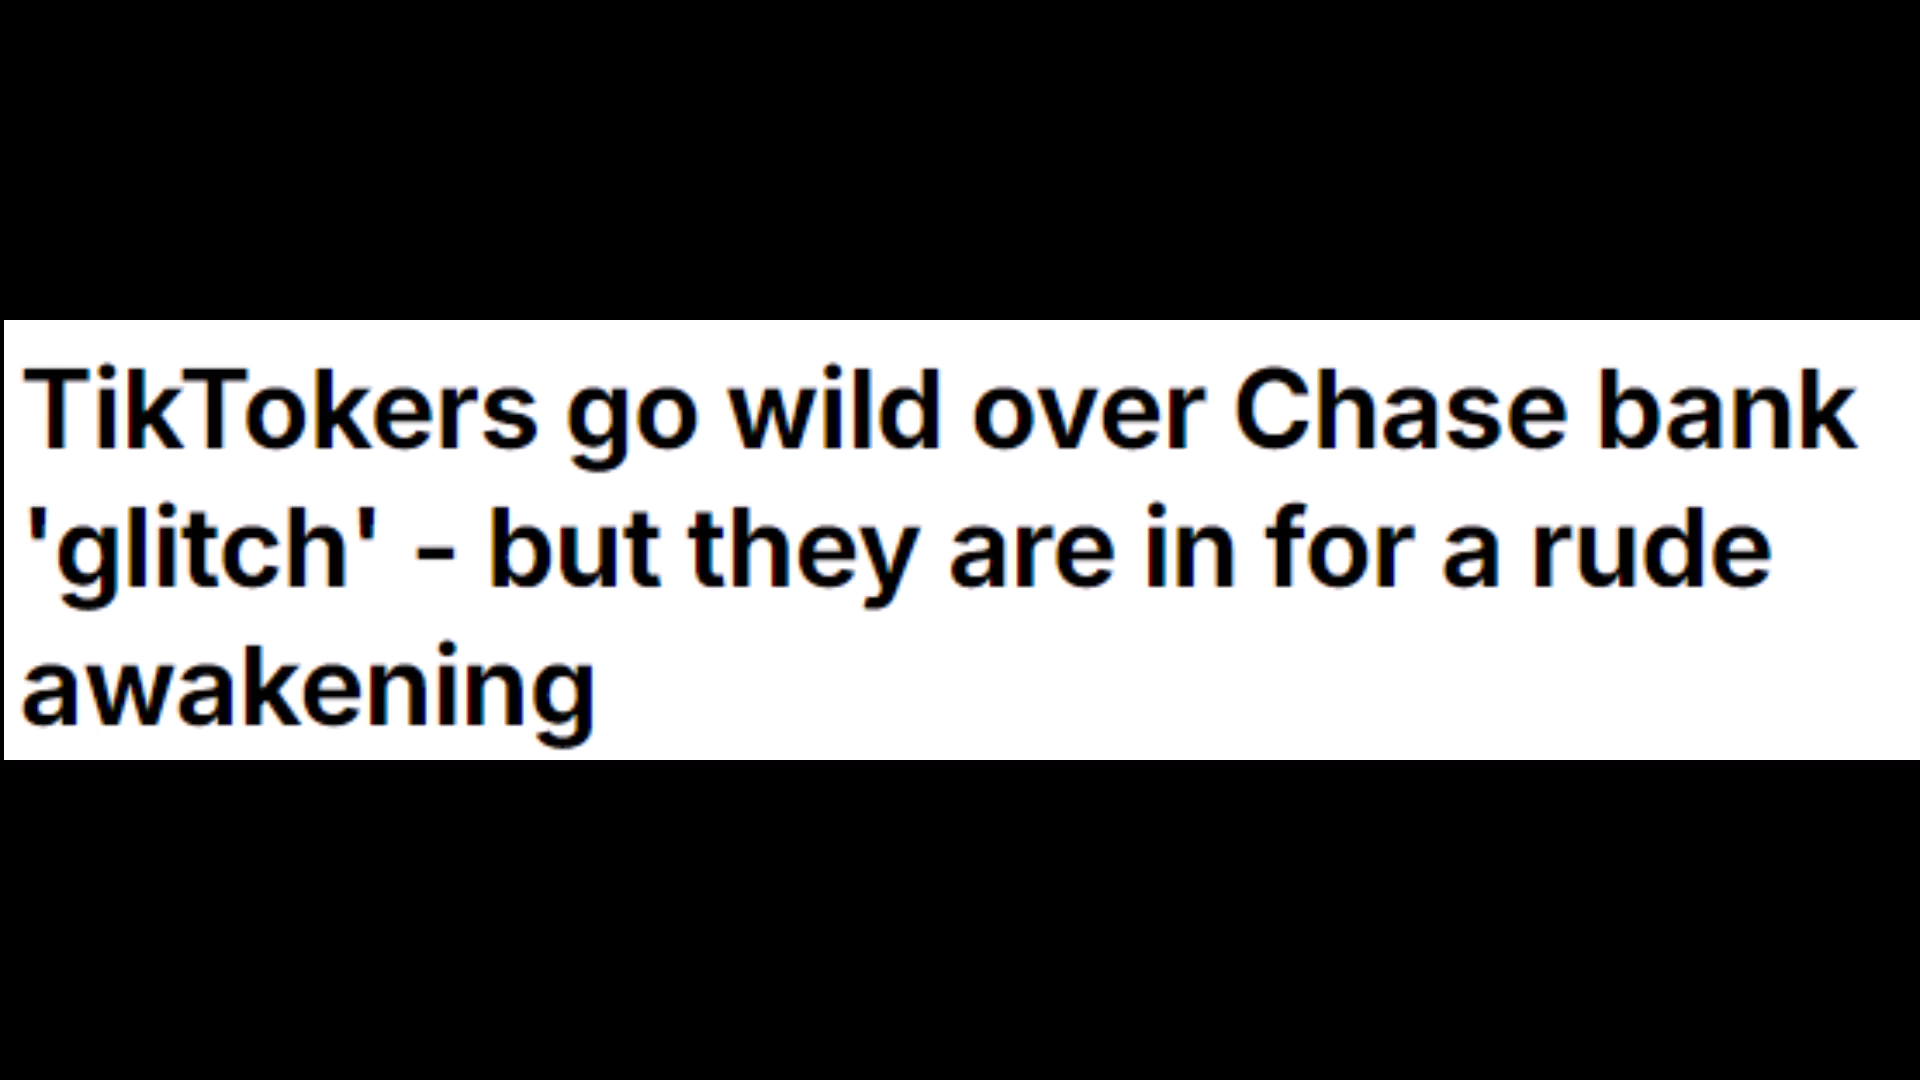 TikTokers go wild over Chase bank
'glitch' - but they are in for a rude
awakening